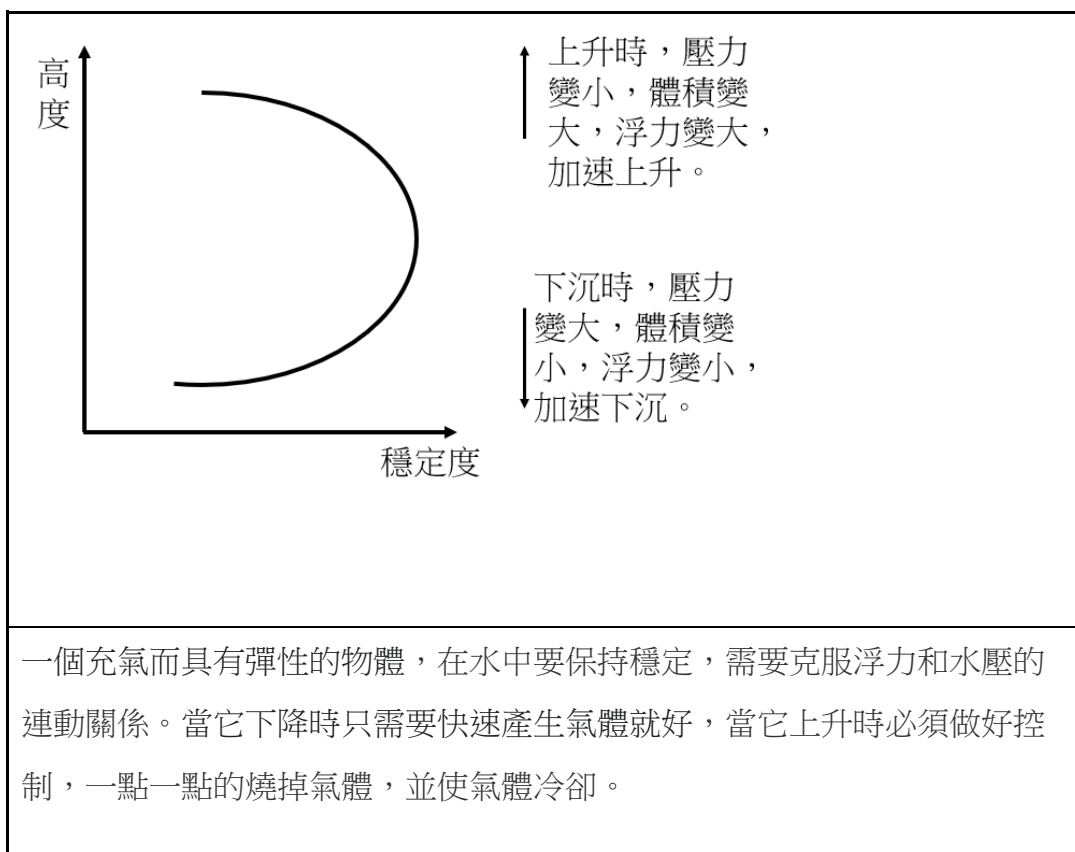 高
度
上升時，壓力
變小，體積變
大，浮力變大，
加速上升。
下沉時，壓力
變大，體積變
小，浮力變小，
加速下沉。
穩定度
一個充氣而具有彈性的物體，在水中要保持穩定，需要克服浮力和水壓的
連動關係。當它下降時只需要快速產生氣體就好，當它上升時必須做好控
制，一點一點的燒掉氣體，並使氣體冷卻。